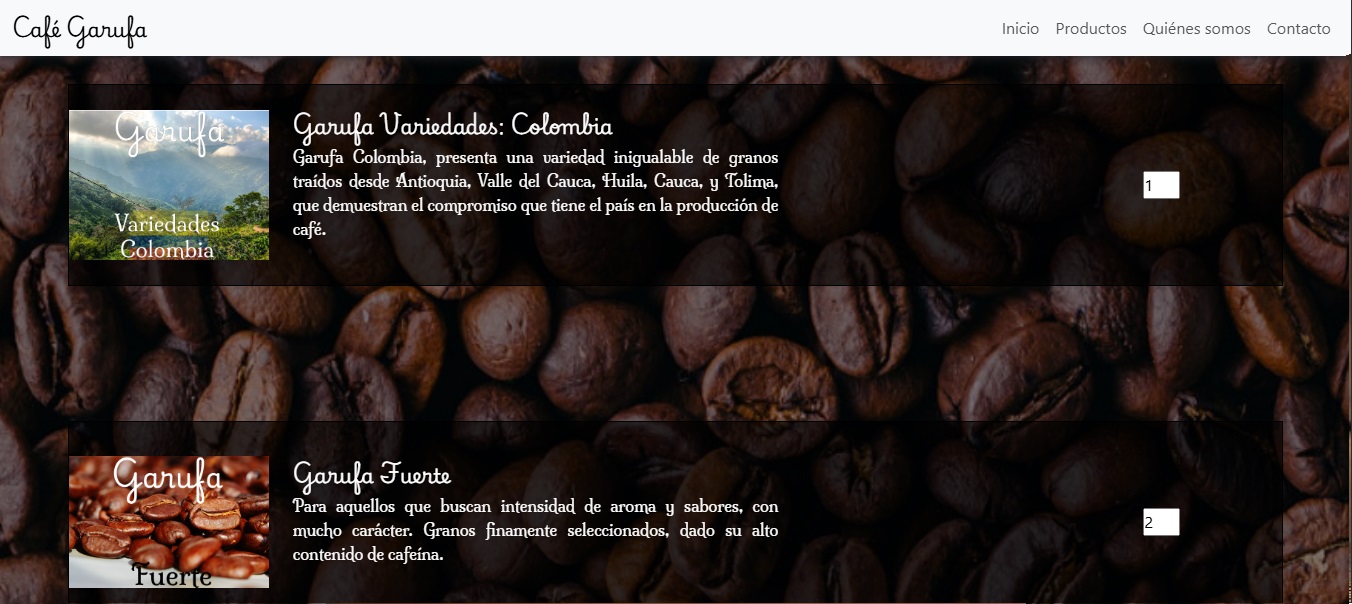 Café Garufa
Inicio Productos Quiénes somos Contacto
Garufa
Variedades
Colombia
Garufa Variedades: Colombia
Garufa Colombia, presenta una variedad inigualable de granos
traídos desde Antioquia, Valle del Cauca, Huila, Cauca, y Tolima,
que demuestran el compromiso que tiene el país en la producción de
café.
1
Garufa
Fuerte
Garufa Fuerte
Para aquellos que buscan intensidad de aroma y sabores, con
mucho carácter. Granos finamente seleccionados, dado su alto
contenido de cafeína.
2